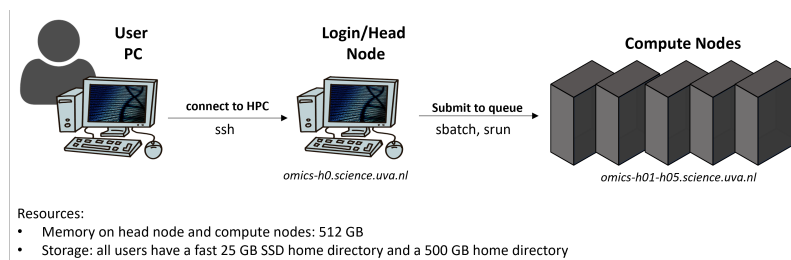 User
PC
Login/Head
Node
Compute Nodes
connect to HPC
ssh
Submit to queue
sbatch, srun
omics-h0.science.uva.nl
omics-h01-h05.science.uva.nl
Resources:
• Memory on head node and compute nodes: 512 GB
• Storage: all users have a fast 25 GB SSD home directory and a 500 GB home directory